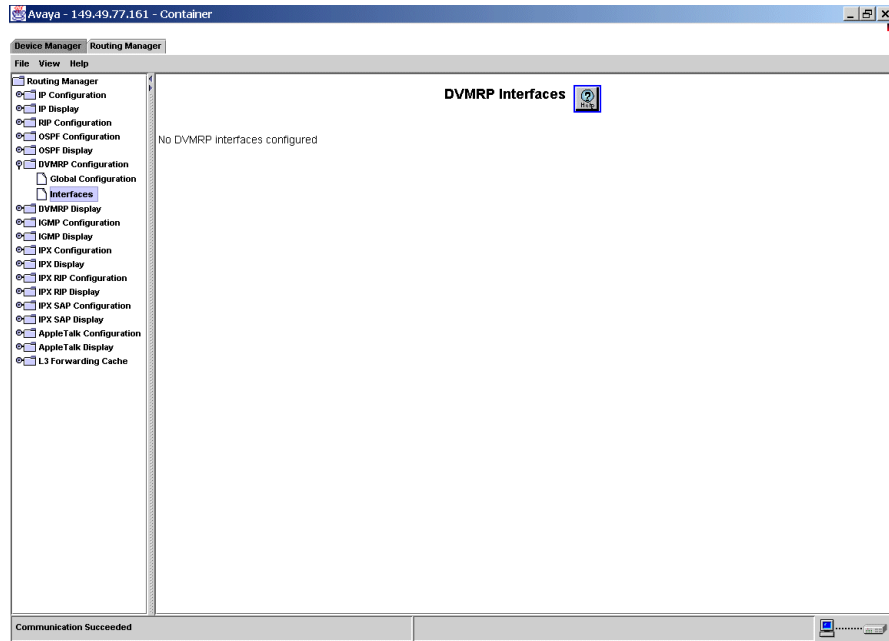 Avaya - 149.49.77.161 - Container
Device Manager Routing Manager
File View Help
Routing Manager
IP Configuration
IP Display
RIP Configuration
OSPF Configuration
OSPF Display
DVMRP Configuration
Global Configuration
Interfaces
DVMRP Display
IGMP Configuration
IGMP Display
IPX Configuration
IPX Display
IPX RIP Configuration
IPX RIP Display
IPX SAP Configuration
IPX SAP Display
AppleTalk Configuration
AppleTalk Display
L3 Forwarding Cache
DVMRP Interfaces
Help
No DVMRP interfaces configured
Communication Succeeded